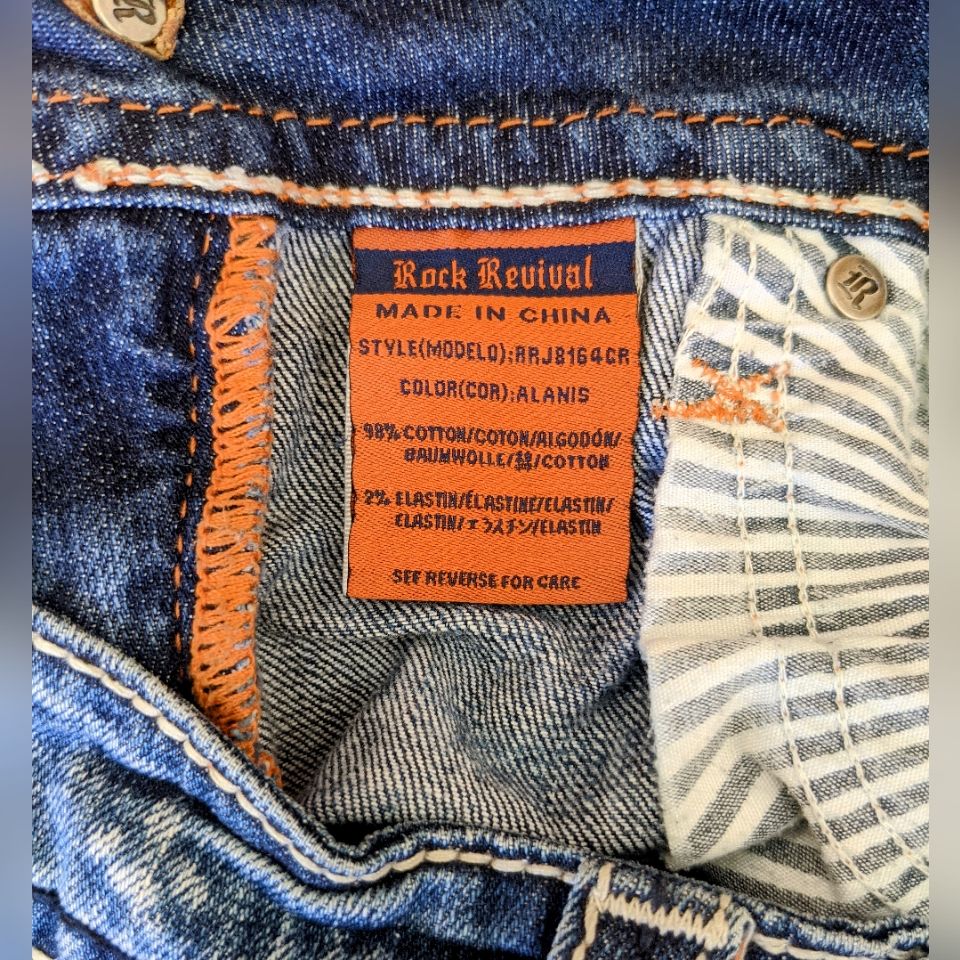 R
Rock Revival
MADE IN CHINA
STYLE(MODELO):RRJ8164CR
COLOR(COR):ALANIS
98% COTTON/COTON/ALGODÓN/
BAUMWOLLE/綿/COTTON
2% ELASTIN/ÉLASTINE/ELASTIN/
ELASTIN/エラスチン/ELASTIN
SEE REVERSE FOR CARE
R